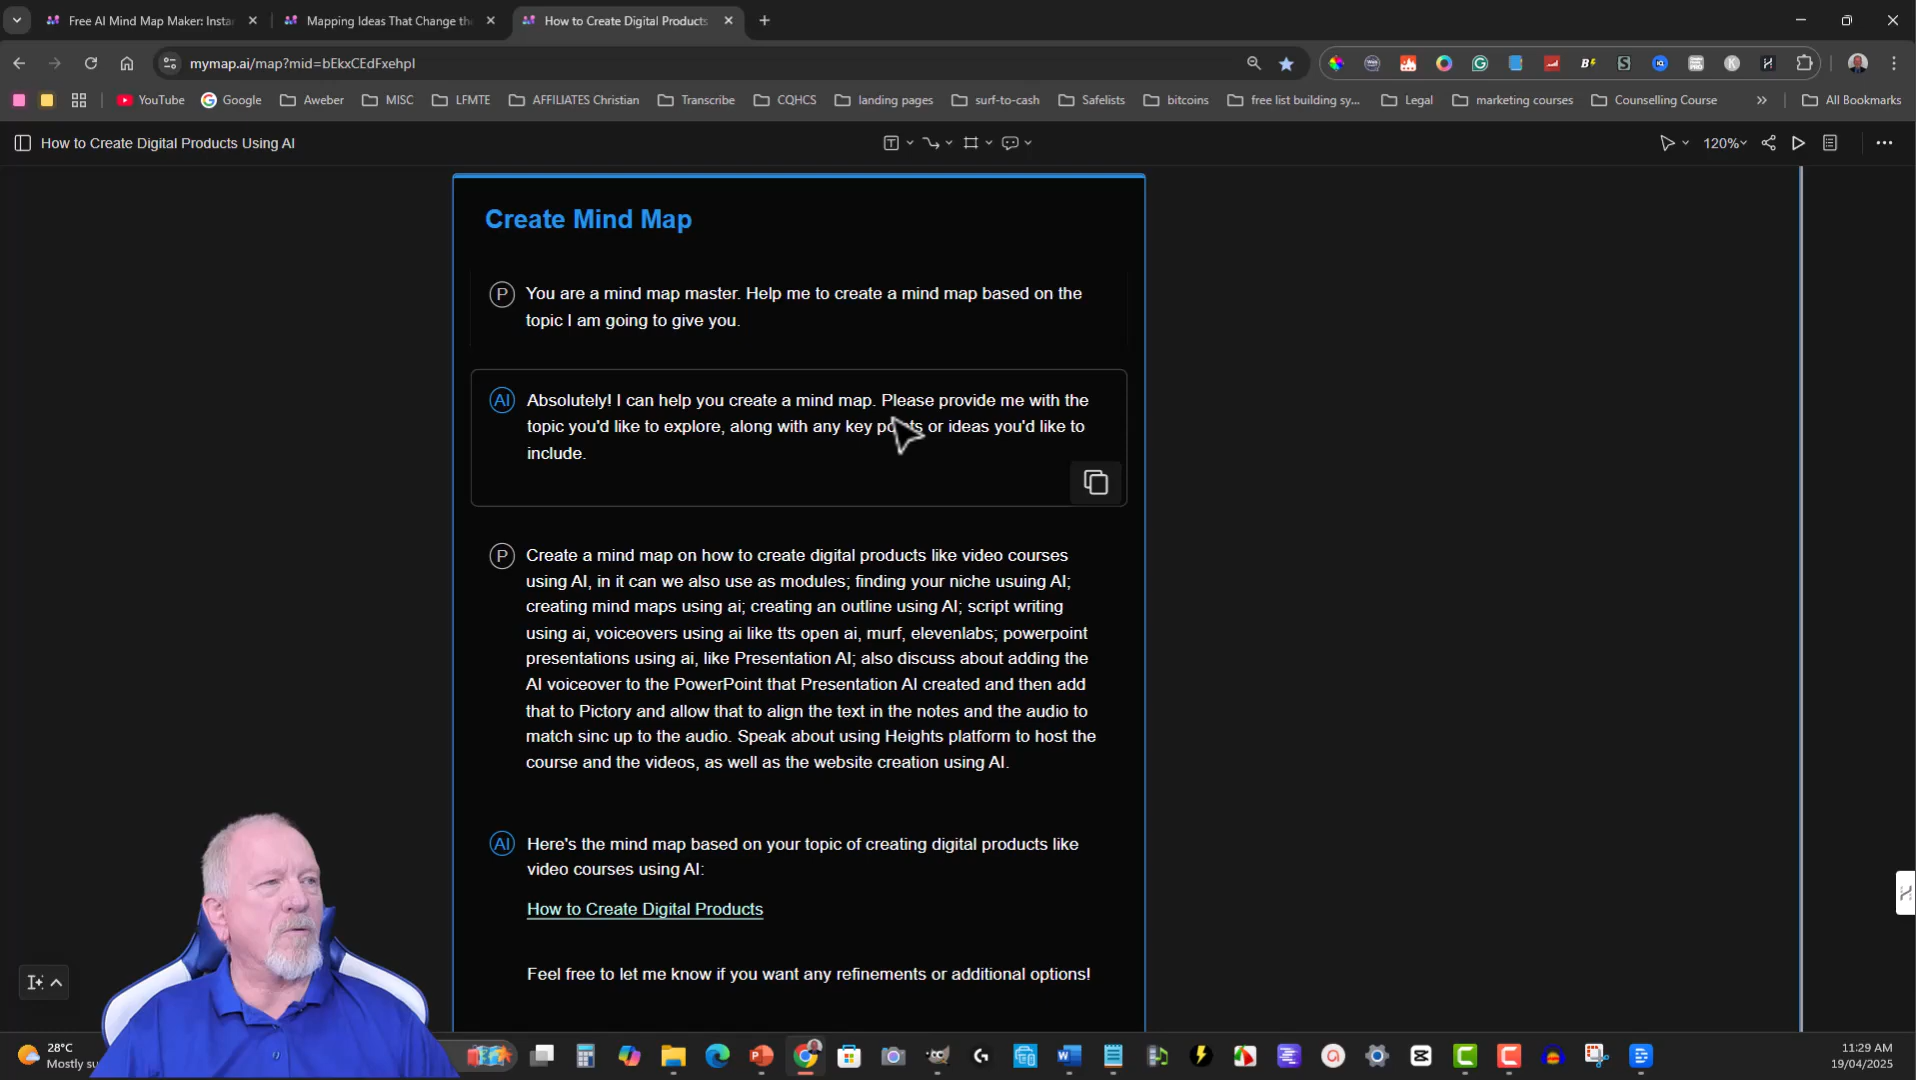 Free AI Mind Map Maker: Instan
Mapping Ideas That Change the
How to Create Digital Products
mymap.ai/map?mid=bEkxCEdFxehpI
YouTube
Google
Aweber
MISC
LFMTE
AFFILIATES Christian
Transcribe
CQHCS
landing pages
surf-to-cash
Safelists
bitcoins
free list building sy...
Legal
marketing courses
Counselling Course
All Bookmarks
How to Create Digital Products Using AI
120%
Create Mind Map
P
You are a mind map master. Help me to create a mind map based on the
topic I am going to give you.
AI
Absolutely! I can help you create a mind map. Please provide me with the
topic you'd like to explore, along with any key points or ideas you'd like to
include.
P
Create a mind map on how to create digital products like video courses
using AI, in it can we also use as modules; finding your niche usuing AI;
creating mind maps using ai; creating an outline using AI; script writing
using ai, voiceovers using ai like tts open ai, murf, elevenlabs; powerpoint
presentations using ai, like Presentation AI; also discuss about adding the
AI voiceover to the PowerPoint that Presentation AI created and then add
that to Pictory and allow that to align the text in the notes and the audio to
match sinc up to the audio. Speak about using Heights platform to host the
course and the videos, as well as the website creation using AI.
AI
Here's the mind map based on your topic of creating digital products like
video courses using AI:
How to Create Digital Products
Feel free to let me know if you want any refinements or additional options!
28°C
Mostly su
11:29 AM
19/04/2025